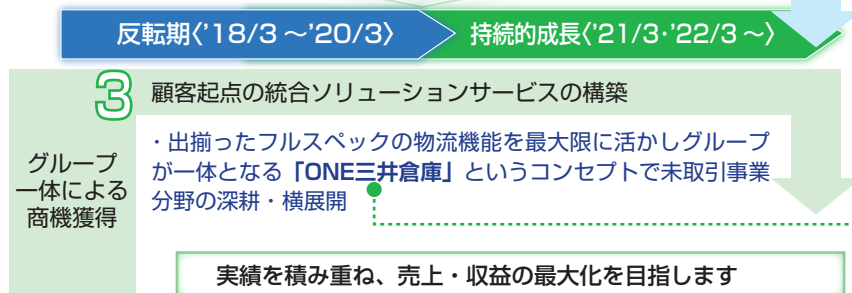 反転期〈'18/3～'20/3〉
持続的成長〈'21/3・'22/3～〉
3
顧客起点の統合ソリューションサービスの構築
グループ
一体による
商機獲得
・出揃ったフルスペックの物流機能を最大限に活かしグループ
が一体となる「ONE三井倉庫」というコンセプトで未取引事業
分野の深耕・横展開
実績を積み重ね、売上・収益の最大化を目指します